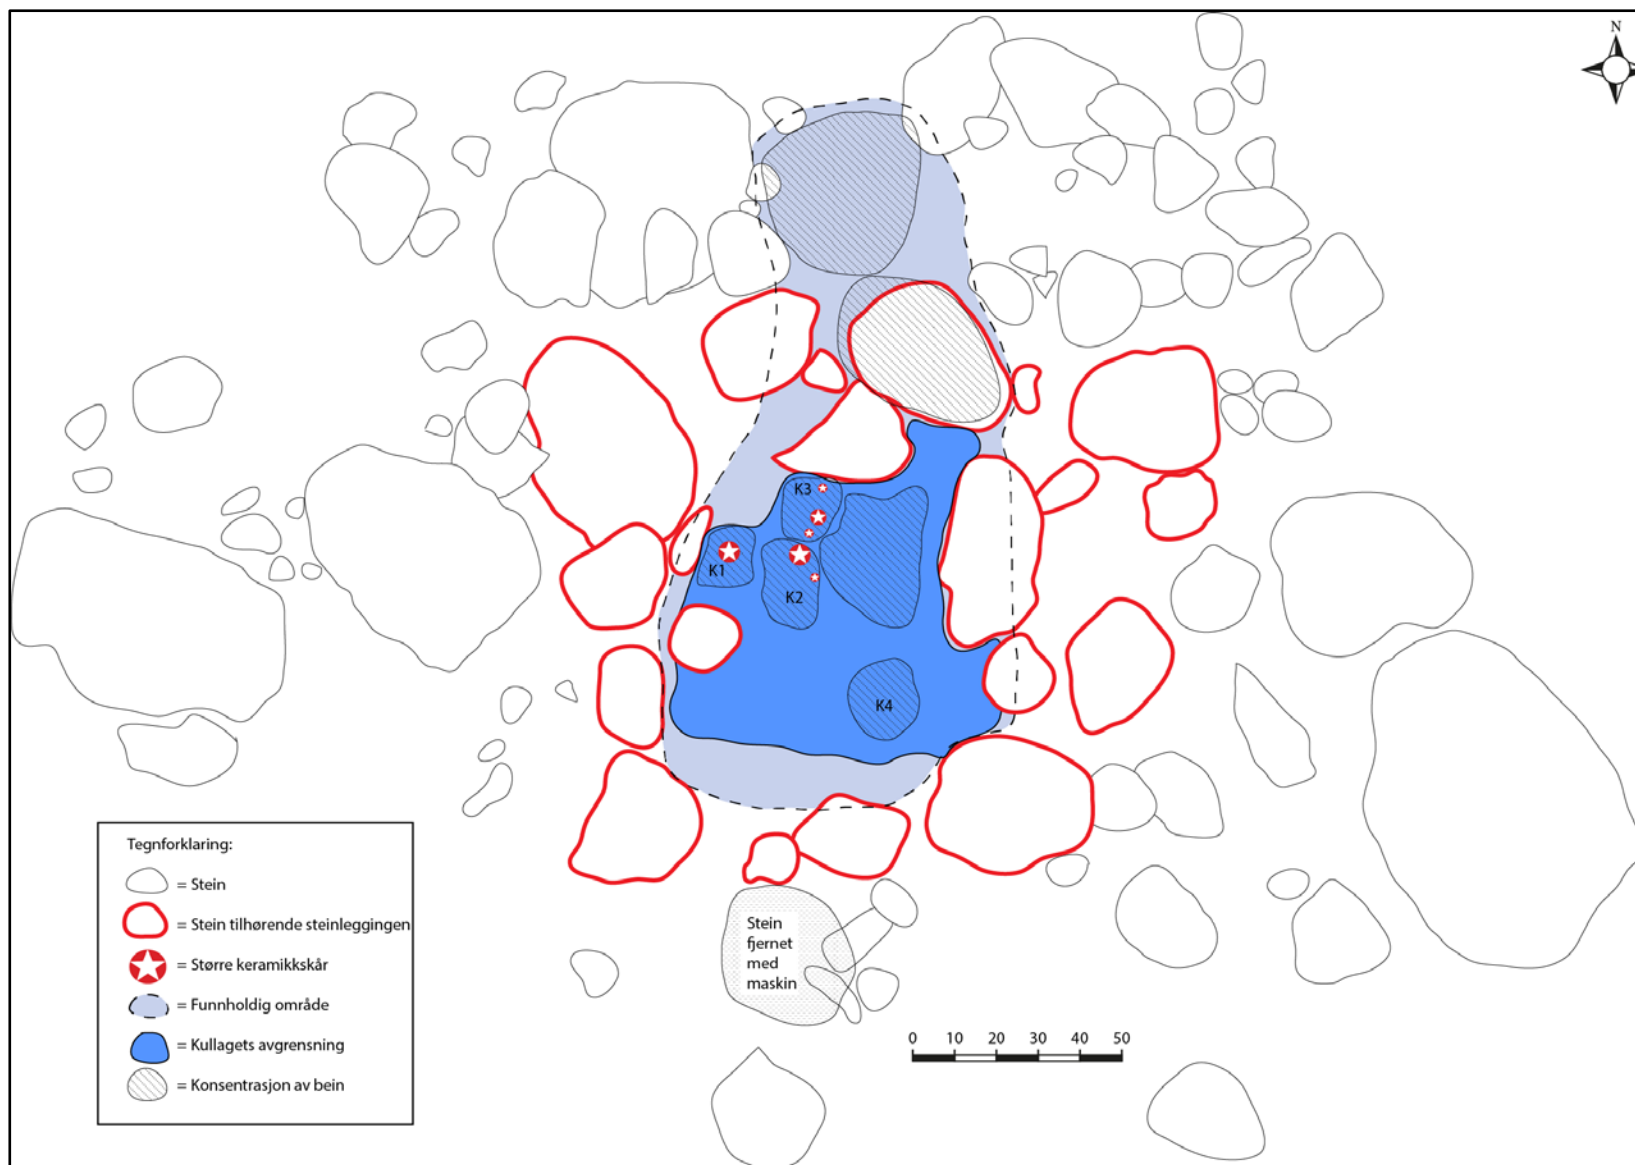 N
K3
K1
K2
K4
Tegnforklaring:
= Stein
= Stein tilhørende steinleggingen
= Større keramikkskår
= Funnholdig område
= Kullagets avgrensning
= Konsentrasjon av bein
Stein
fjernet
med
maskin
0 10 20 30 40 50